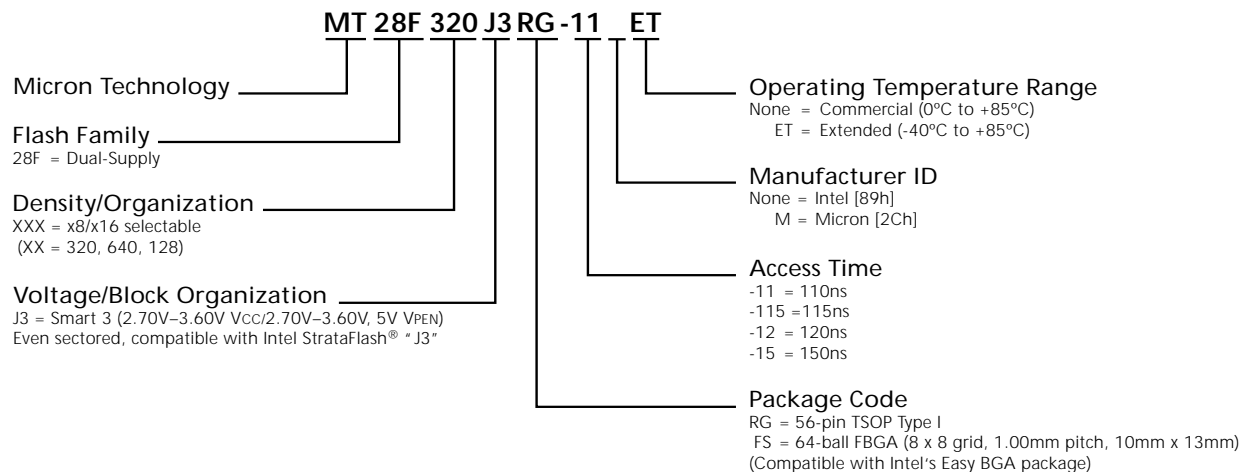 MT 28F 320 J3 RG -11 _ ET
Micron Technology
Flash Family
28F = Dual-Supply
Density/Organization
XXX = x8/x16 selectable
(XX = 320, 640, 128)
Voltage/Block Organization
J3 = Smart 3 (2.70V–3.60V VCC/2.70V–3.60V, 5V VPEN)
Even sectored, compatible with Intel StrataFlash® “J3”
Operating Temperature Range
None = Commercial (0ºC to +85ºC)
ET = Extended (-40ºC to +85ºC)
Manufacturer ID
None = Intel [89h]
M = Micron [2Ch]
Access Time
-11 = 110ns
-115 =115ns
-12 = 120ns
-15 = 150ns
Package Code
RG = 56-pin TSOP Type I
FS = 64-ball FBGA (8 x 8 grid, 1.00mm pitch, 10mm x 13mm)
(Compatible with Intel’s Easy BGA package)